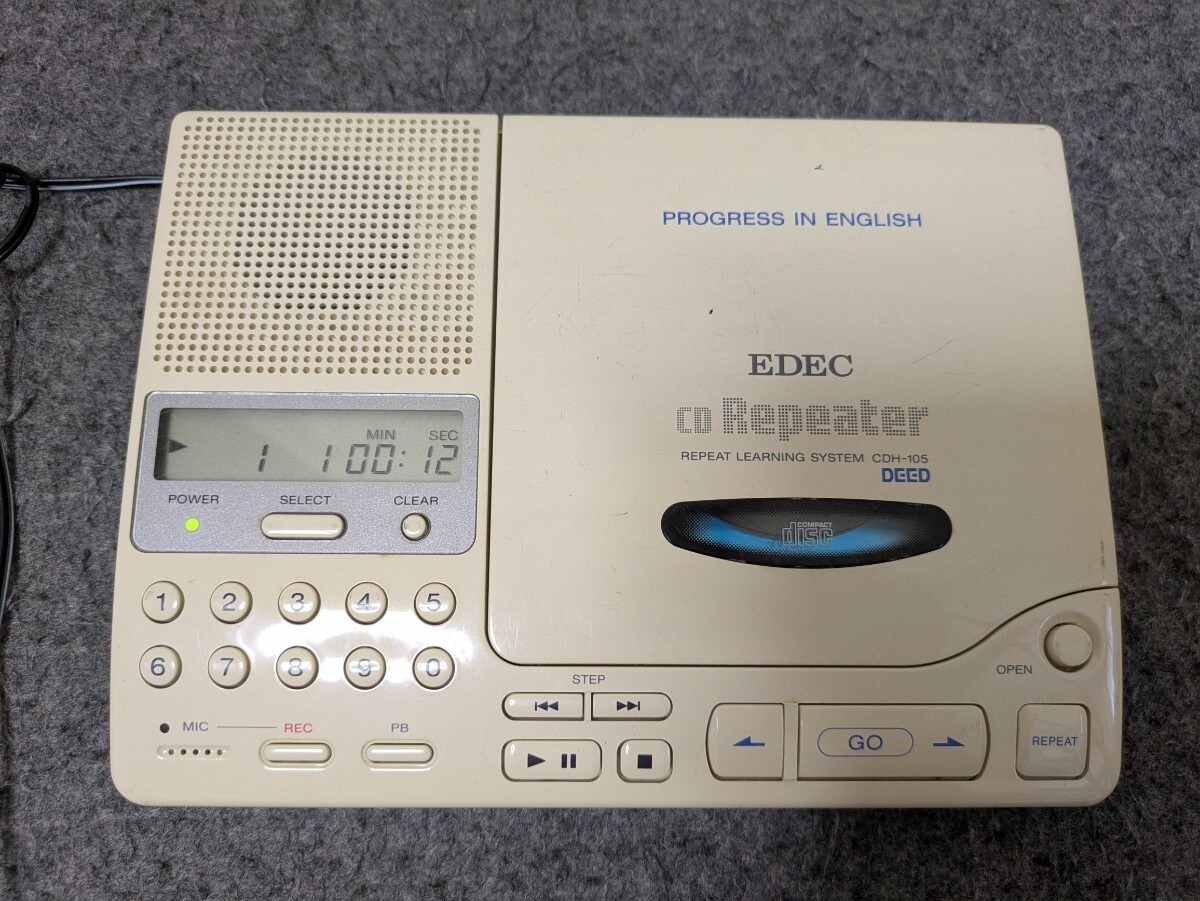 PROGRESS IN ENGLISH
EDEC
CD Repeater
REPEAT LEARNING SYSTEM CDH-105
DEED
COMPACT
disc
MIN SEC
1 1 00:12
POWER SELECT CLEAR
1 2 3 4 5
6 7 8 9 0
MIC REC PB
STEP
OPEN
GO
REPEAT